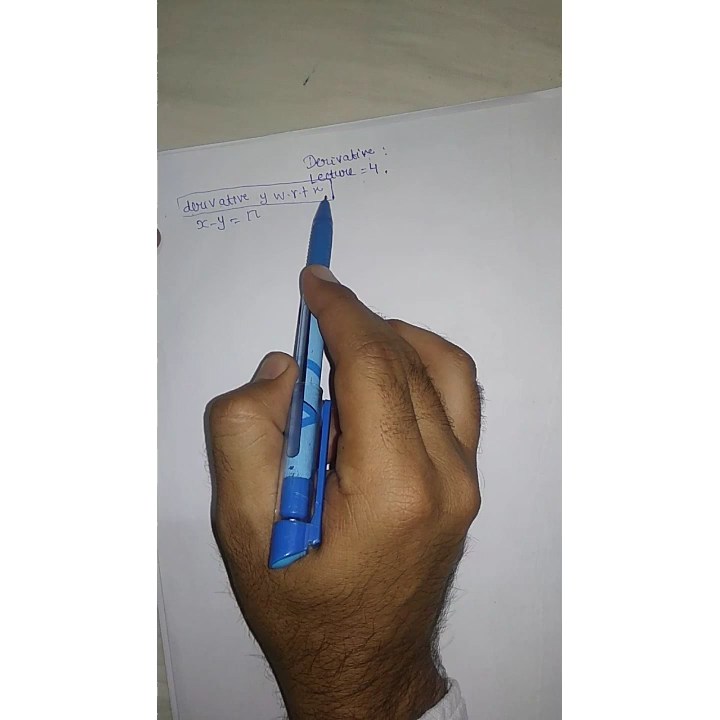 Derivative :
Lecture = 4 .
derivative y w.r.t x
x-y = π